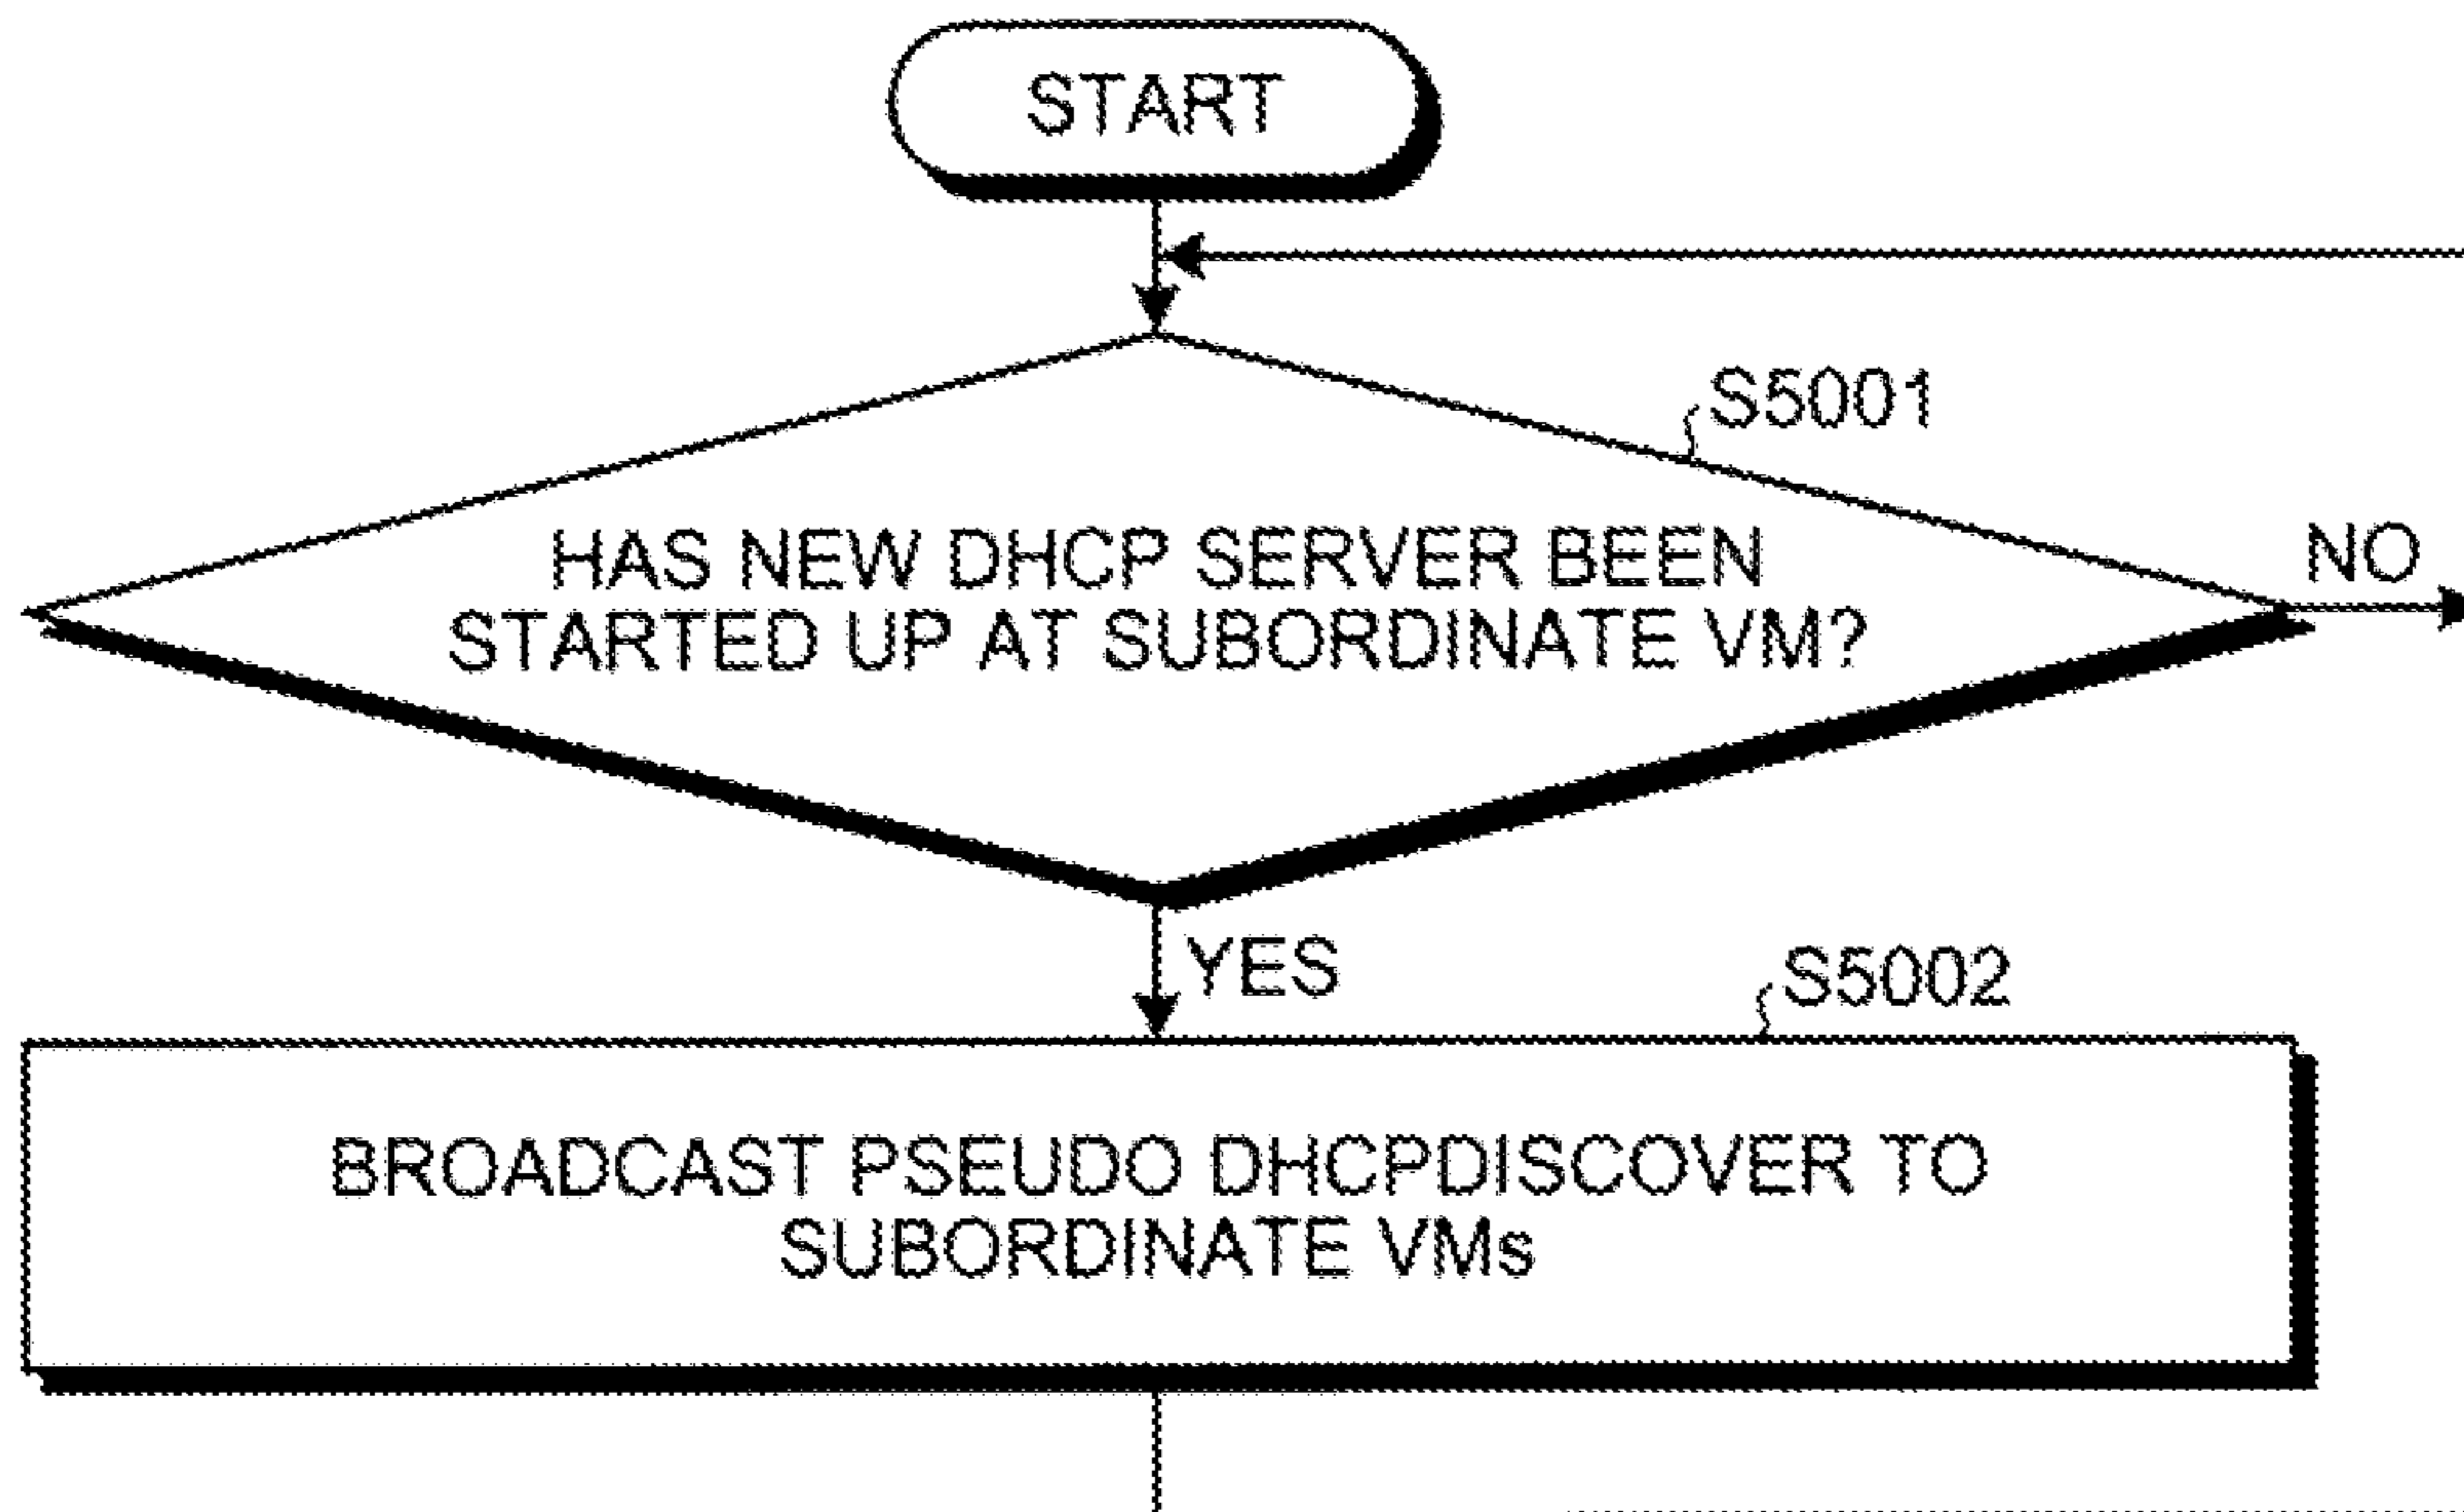 START
S5001
HAS NEW DHCP SERVER BEEN
STARTED UP AT SUBORDINATE VM?
NO
YES
S5002
BROADCAST PSEUDO DHCPDISCOVER TO
SUBORDINATE VMs